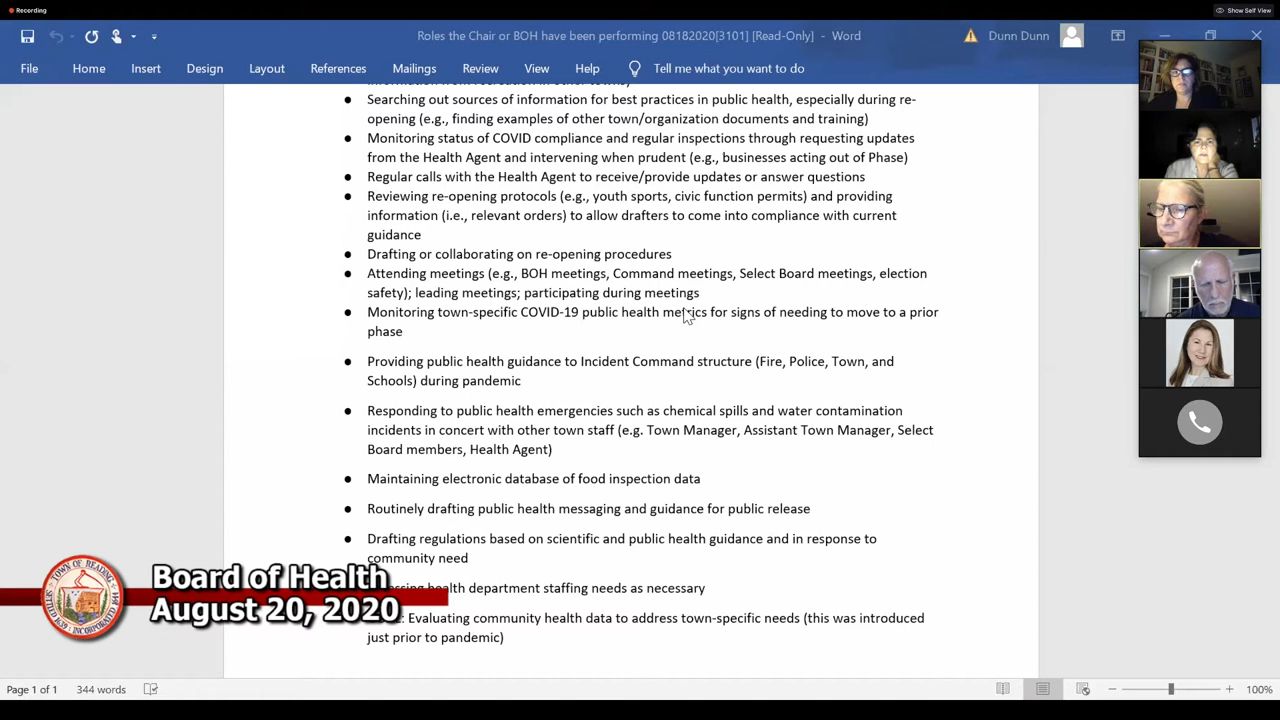 Recording
Show Self View
Roles the Chair or BOH have been performing 08182020[3101] [Read-Only] - Word
Dunn Dunn
File Home Insert Design Layout References Mailings Review View Help Tell me what you want to do
● Searching out sources of information for best practices in public health, especially during re-
opening (e.g., finding examples of other town/organization documents and training)
● Monitoring status of COVID compliance and regular inspections through requesting updates
from the Health Agent and intervening when prudent (e.g., businesses acting out of Phase)
● Regular calls with the Health Agent to receive/provide updates or answer questions
● Reviewing re-opening protocols (e.g., youth sports, civic function permits) and providing
information (i.e., relevant orders) to allow drafters to come into compliance with current
guidance
● Drafting or collaborating on re-opening procedures
● Attending meetings (e.g., BOH meetings, Command meetings, Select Board meetings, election
safety); leading meetings; participating during meetings
● Monitoring town-specific COVID-19 public health metrics for signs of needing to move to a prior
phase
● Providing public health guidance to Incident Command structure (Fire, Police, Town, and
Schools) during pandemic
● Responding to public health emergencies such as chemical spills and water contamination
incidents in concert with other town staff (e.g. Town Manager, Assistant Town Manager, Select
Board members, Health Agent)
● Maintaining electronic database of food inspection data
● Routinely drafting public health messaging and guidance for public release
● Drafting regulations based on scientific and public health guidance and in response to
community need
health department staffing needs as necessary
Evaluating community health data to address town-specific needs (this was introduced
just prior to pandemic)
TOWN OF READING
Board of Health
August 20, 2020
Page 1 of 1 344 words 100%